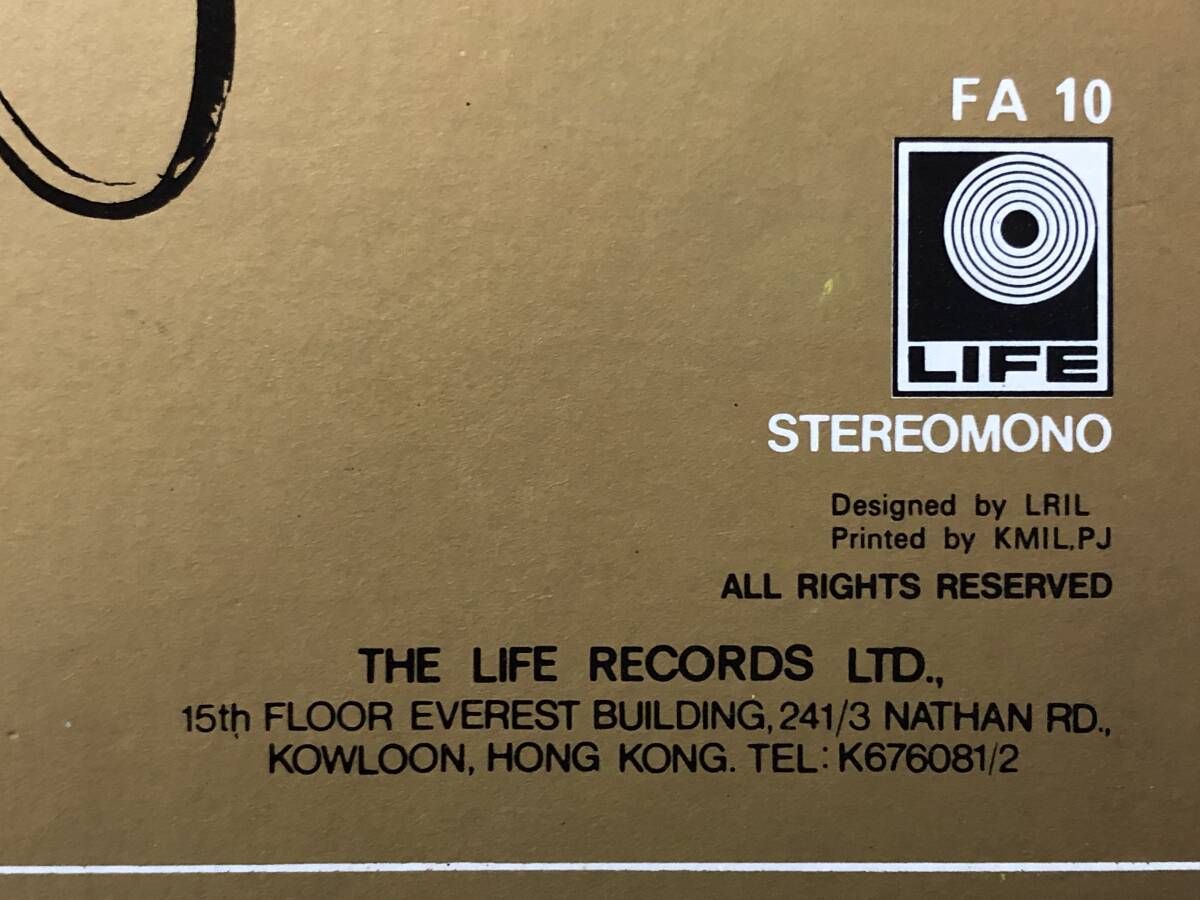 FA 10
LIFE
STEREOMONO
Designed by LRIL
Printed by KMIL.PJ
ALL RIGHTS RESERVED
THE LIFE RECORDS LTD.,
15th FLOOR EVEREST BUILDING, 241/3 NATHAN RD.,
KOWLOON, HONG KONG. TEL: K676081/2